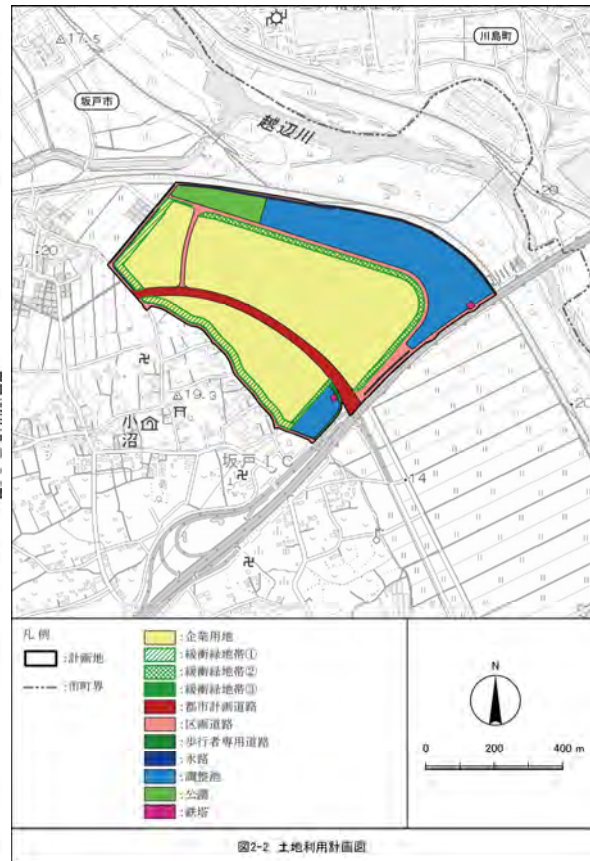 △17.5
川島町
坂戸市
越辺川
20
20
△19.3
小沼
坂戸IC
20
14
凡例
:計画地
:市町界
:企業用地
:緩衝緑地帯①
:緩衝緑地帯②
:緩衝緑地帯③
:都市計画道路
:区画道路
:歩行者専用道路
:水路
:調整池
:公園
:鉄塔
N
0 200 400 m
図2-2 土地利用計画図